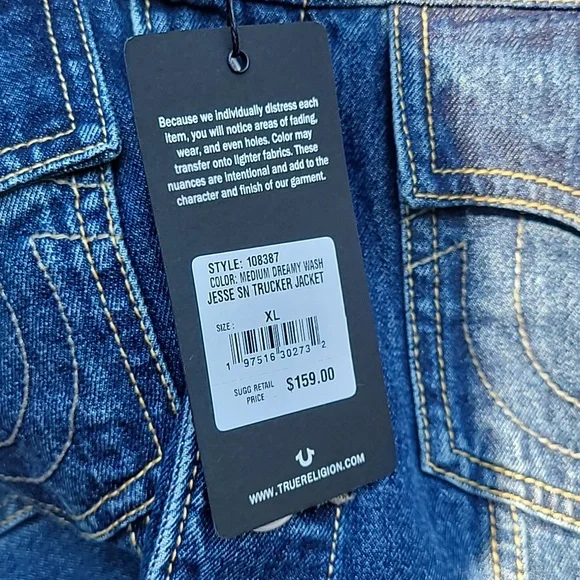 Because we individually distress each
item, you will notice areas of fading,
wear, and even holes. Color may
transfer onto lighter fabrics. These
nuances are intentional and add to the
character and finish of our garment.
STYLE: 108387
COLOR: MEDIUM DREAMY WASH
JESSE SN TRUCKER JACKET
SIZE: XL
1 97516 30273 2
SUGG RETAIL
PRICE $159.00
WWW.TRUERELIGION.COM